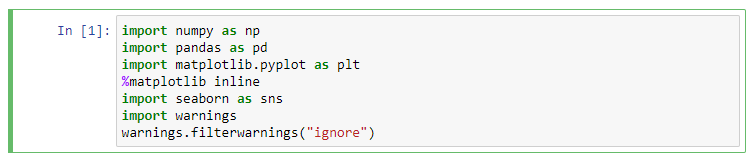 In [1]: import numpy as np
import pandas as pd
import matplotlib.pyplot as plt
%matplotlib inline
import seaborn as sns
import warnings
warnings.filterwarnings("ignore")